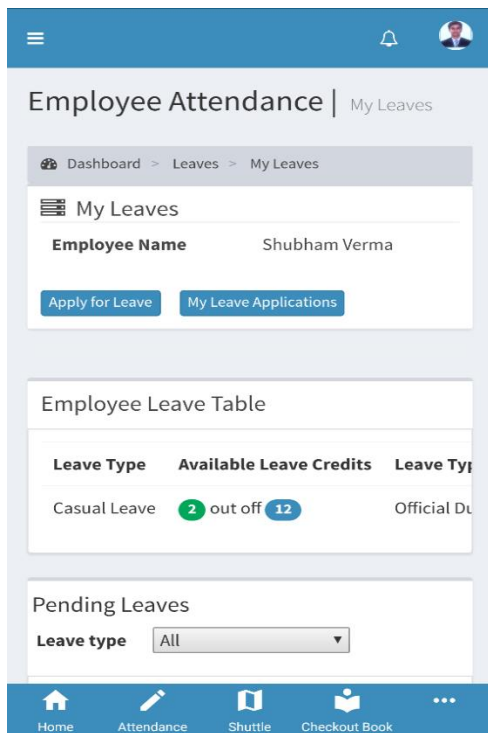 Employee Attendance | My Leaves
Dashboard > Leaves > My Leaves
My Leaves
Employee Name Shubham Verma
Apply for Leave My Leave Applications
Employee Leave Table
Leave Type Available Leave Credits Leave Typ
Casual Leave 2 out off 12 Official Du
Pending Leaves
Leave type All
Home Attendance Shuttle Checkout Book